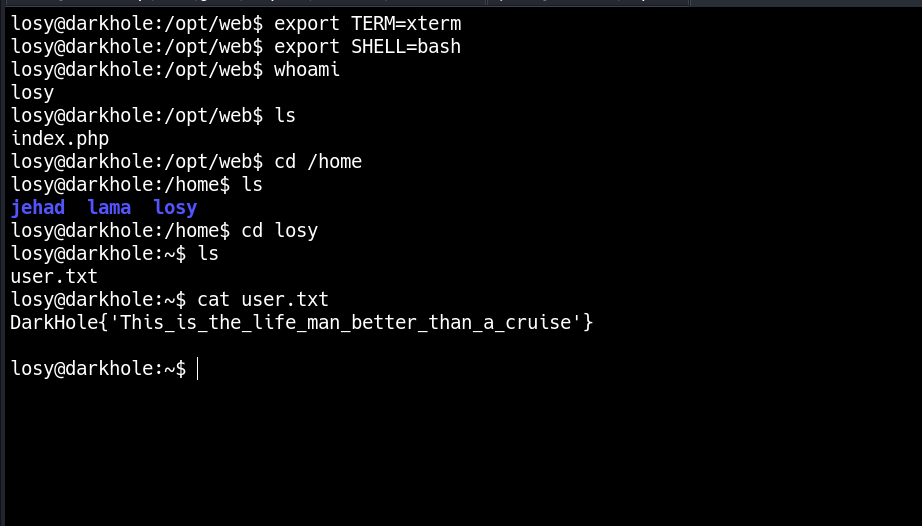 losy@darkhole:/opt/web$ export TERM=xterm
losy@darkhole:/opt/web$ export SHELL=bash
losy@darkhole:/opt/web$ whoami
losy
losy@darkhole:/opt/web$ ls
index.php
losy@darkhole:/opt/web$ cd /home
losy@darkhole:/home$ ls
jehad  lama  losy
losy@darkhole:/home$ cd losy
losy@darkhole:~$ ls
user.txt
losy@darkhole:~$ cat user.txt
DarkHole{'This_is_the_life_man_better_than_a_cruise'}
losy@darkhole:~$